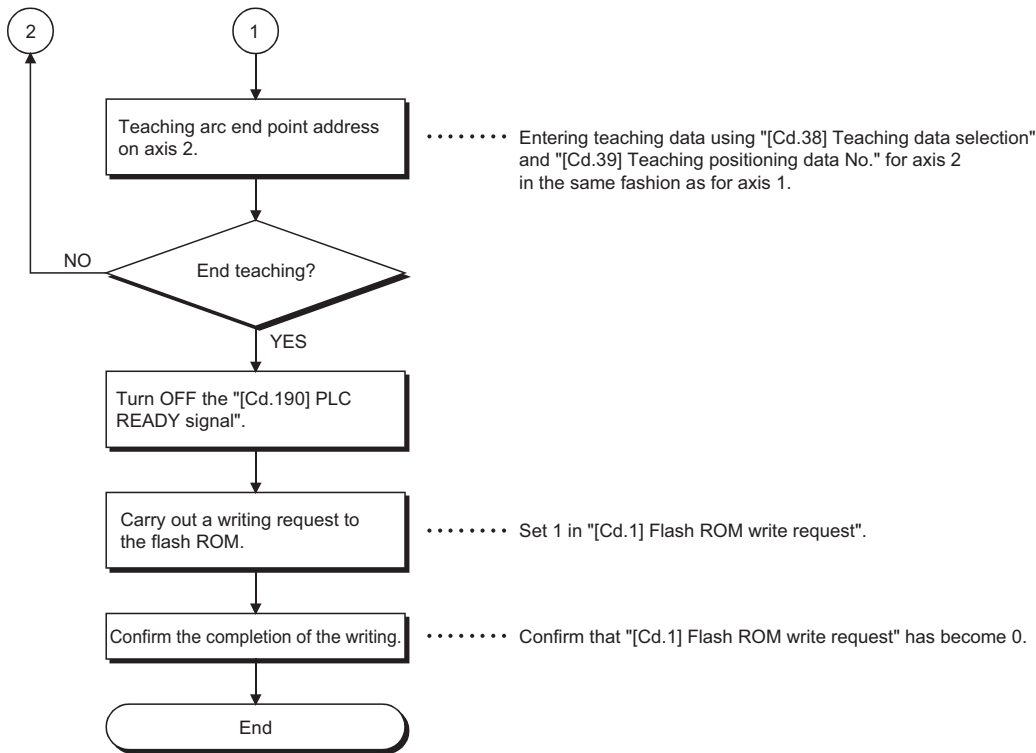 2
1
Teaching arc end point address
on axis 2.
Entering teaching data using "[Cd.38] Teaching data selection"
and "[Cd.39] Teaching positioning data No." for axis 2
in the same fashion as for axis 1.
NO
End teaching?
YES
Turn OFF the "[Cd.190] PLC
READY signal".
Carry out a writing request to
the flash ROM.
Set 1 in "[Cd.1] Flash ROM write request".
Confirm the completion of the writing.
Confirm that "[Cd.1] Flash ROM write request" has become 0.
End